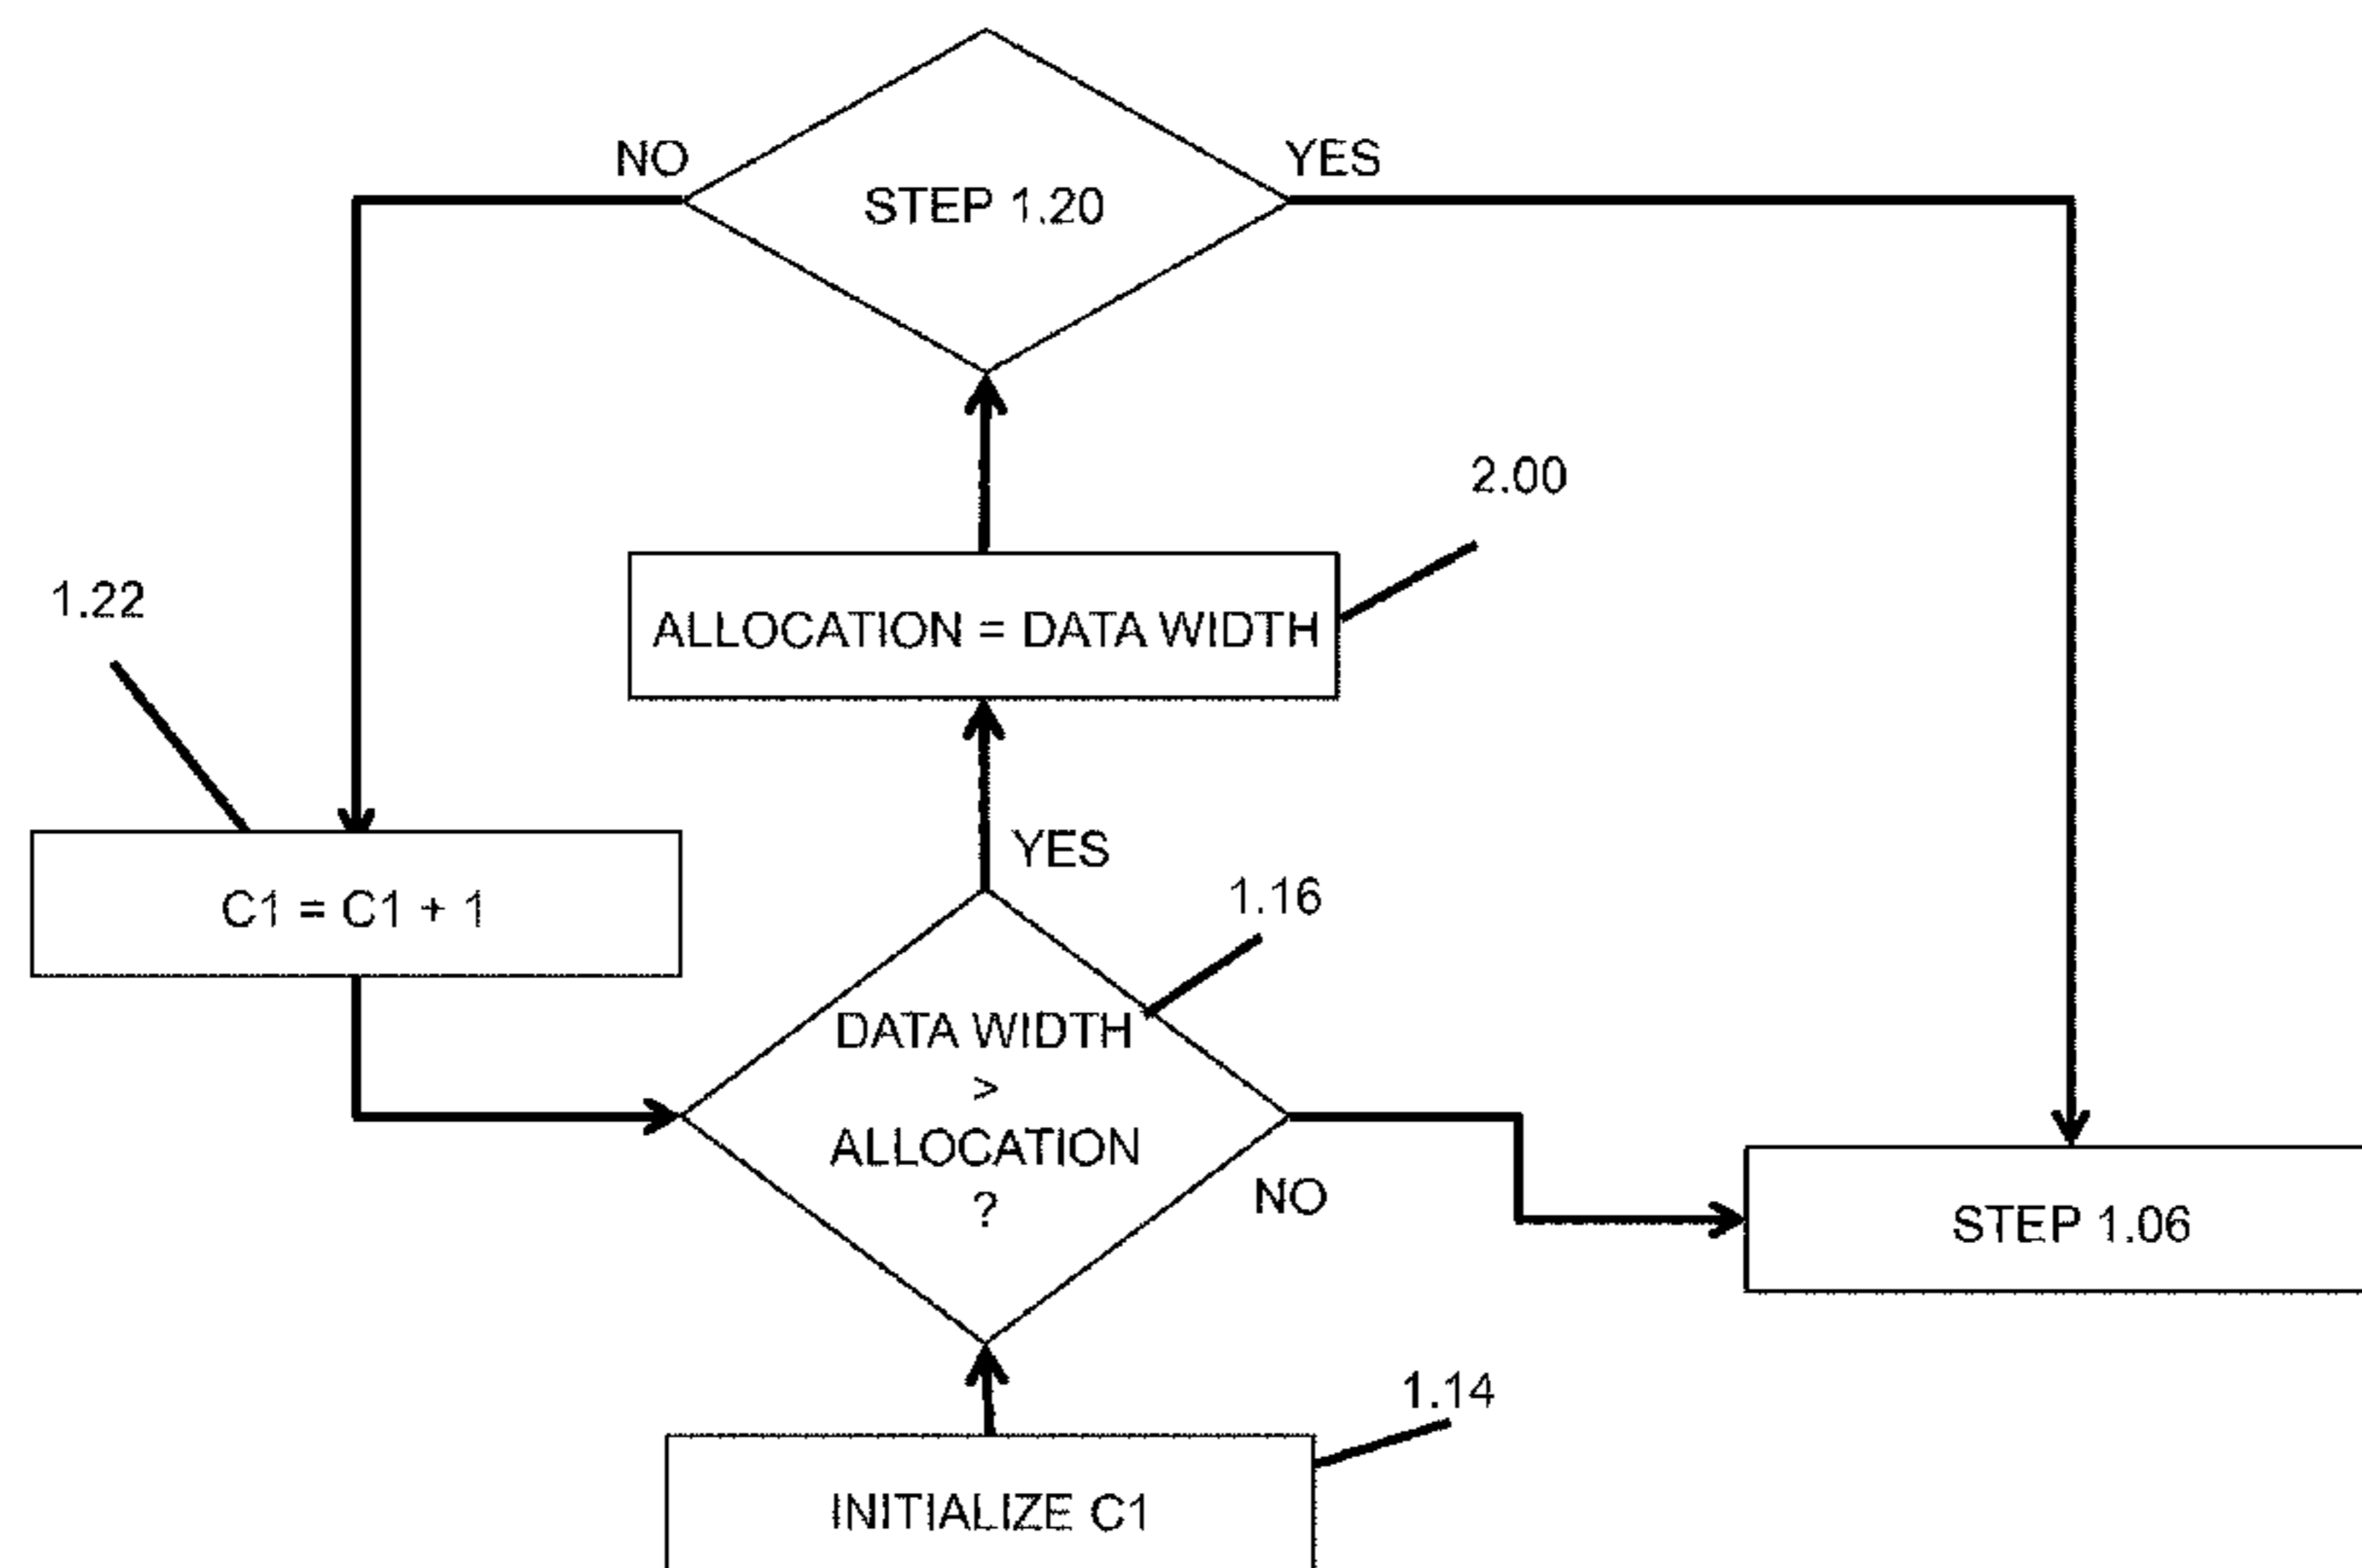 NO
YES
STEP 1.20
2.00
1.22
ALLOCATION = DATA WIDTH
YES
1.16
C1 = C1 + 1
DATA WIDTH
>
ALLOCATION
?
NO
STEP 1.06
1.14
INITIALIZE C1